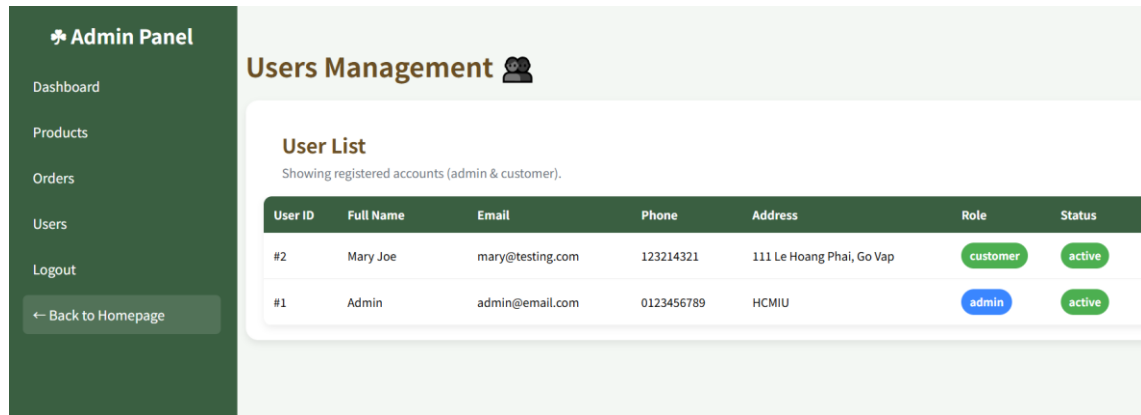 ☘ Admin Panel
Dashboard
Products
Orders
Users
Logout
← Back to Homepage
Users Management 👥
User List
Showing registered accounts (admin & customer).
User ID Full Name Email Phone Address Role Status
#2 Mary Joe mary@testing.com 123214321 111 Le Hoang Phai, Go Vap customer active
#1 Admin admin@email.com 0123456789 HCMIU admin active